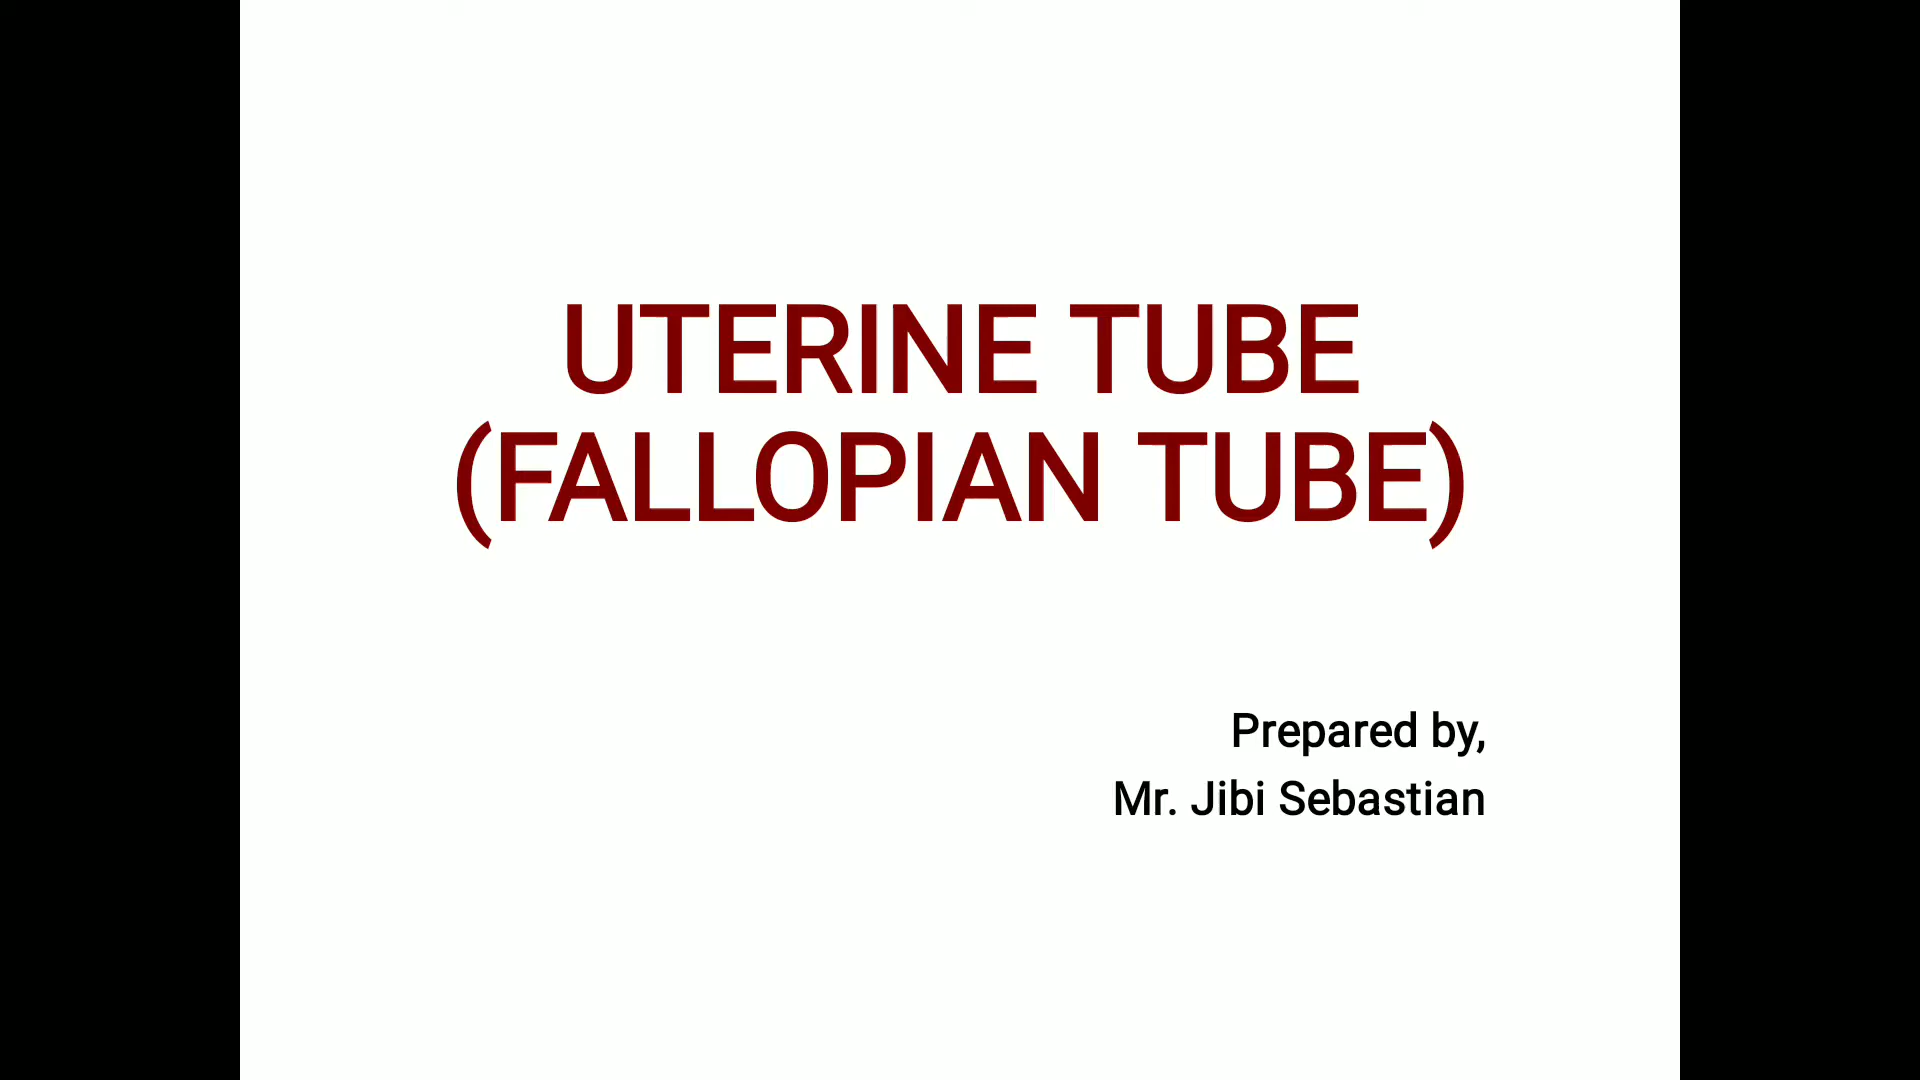 UTERINE TUBE
(FALLOPIAN TUBE)
Prepared by,
Mr. Jibi Sebastian